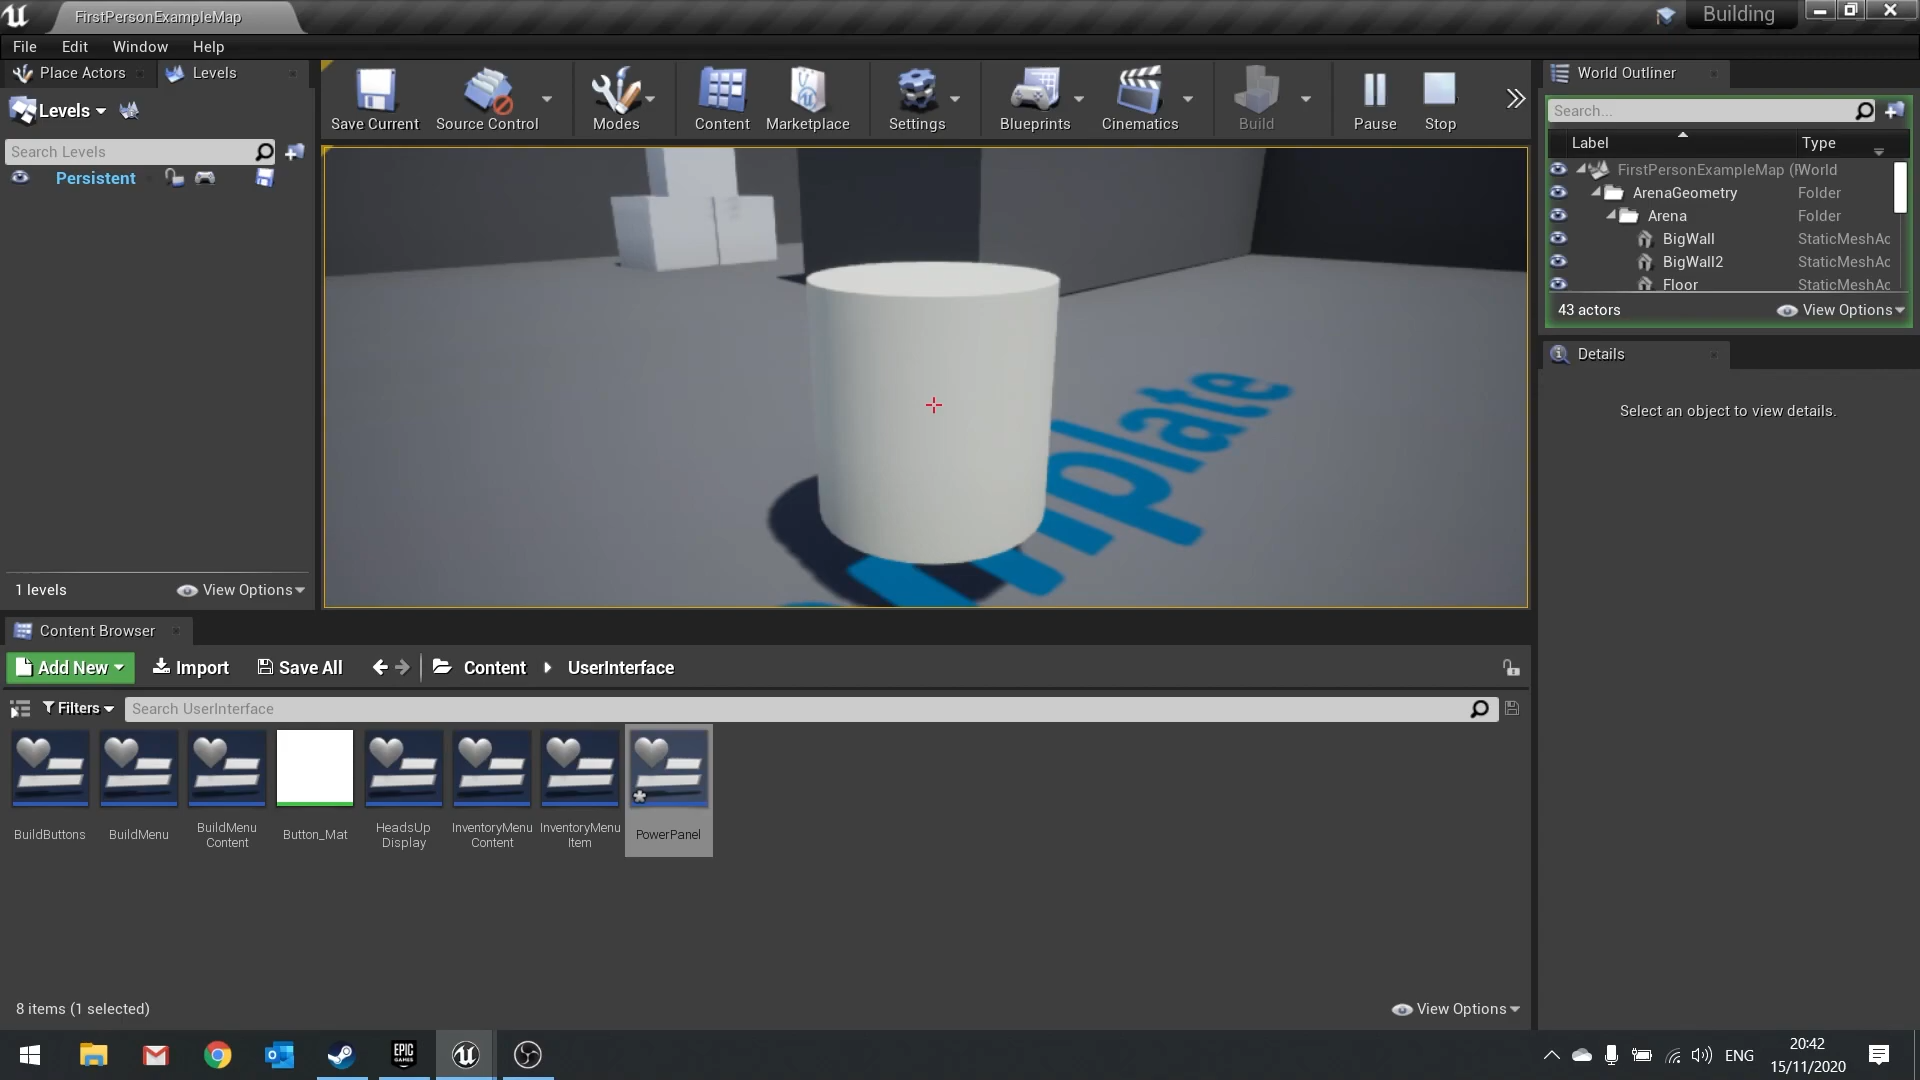 FirstPersonExampleMap
Building
File Edit Window Help
Place Actors Levels
Levels
Search Levels
Persistent
1 levels View Options
Save Current Source Control Modes Content Marketplace Settings Blueprints Cinematics Build Pause Stop
World Outliner
Search...
Label Type
FirstPersonExampleMap ( World
ArenaGeometry Folder
Arena Folder
BigWall StaticMeshAc
BigWall2 StaticMeshAc
Floor StaticMeshAc
43 actors View Options
Details
Select an object to view details.
Content Browser
Add New Import Save All Content UserInterface
Filters Search UserInterface
BuildButtons
BuildMenu
BuildMenu
Content
Button_Mat
HeadsUp
Display
InventoryMenu
Content
InventoryMenu
Item
PowerPanel
8 items (1 selected) View Options
EPIC
GAMES
ENG
20:42
15/11/2020